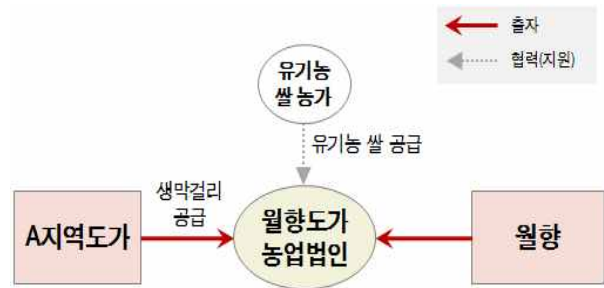 출자
협력(지원)
유기농
쌀 농가
유기농 쌀 공급
생막걸리
공급
A지역도가
월향도가
농업법인
월향